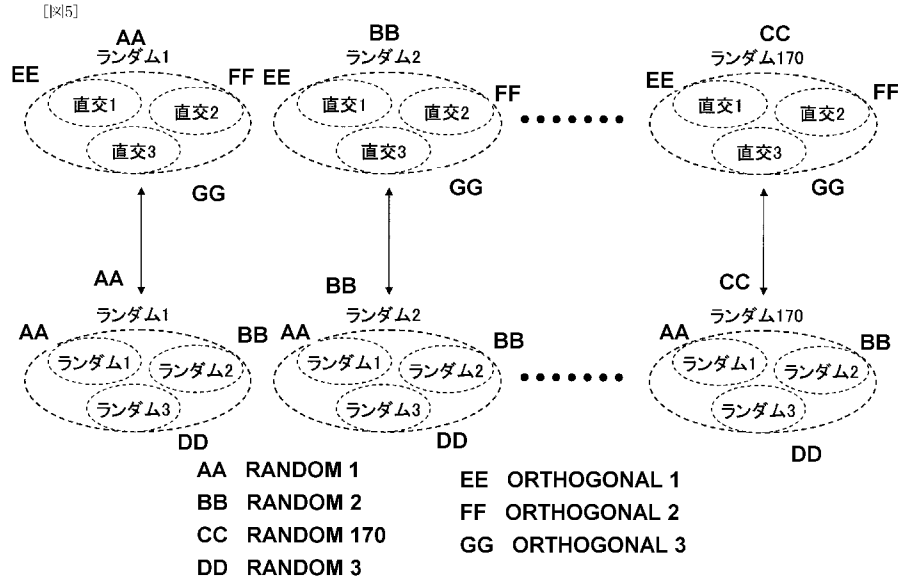 [図5]
AA
BB
CC
ランダム1
ランダム2
ランダム170
EE
FF
EE
FF
EE
FF
直交1
直交2
直交3
直交1
直交2
直交3
直交1
直交2
直交3
GG
GG
GG
AA
BB
CC
ランダム1
ランダム2
ランダム170
AA
BB
AA
BB
AA
BB
ランダム1
ランダム2
ランダム3
ランダム1
ランダム2
ランダム3
ランダム1
ランダム2
ランダム3
DD
DD
DD
AA RANDOM 1
BB RANDOM 2
CC RANDOM 170
DD RANDOM 3
EE ORTHOGONAL 1
FF ORTHOGONAL 2
GG ORTHOGONAL 3